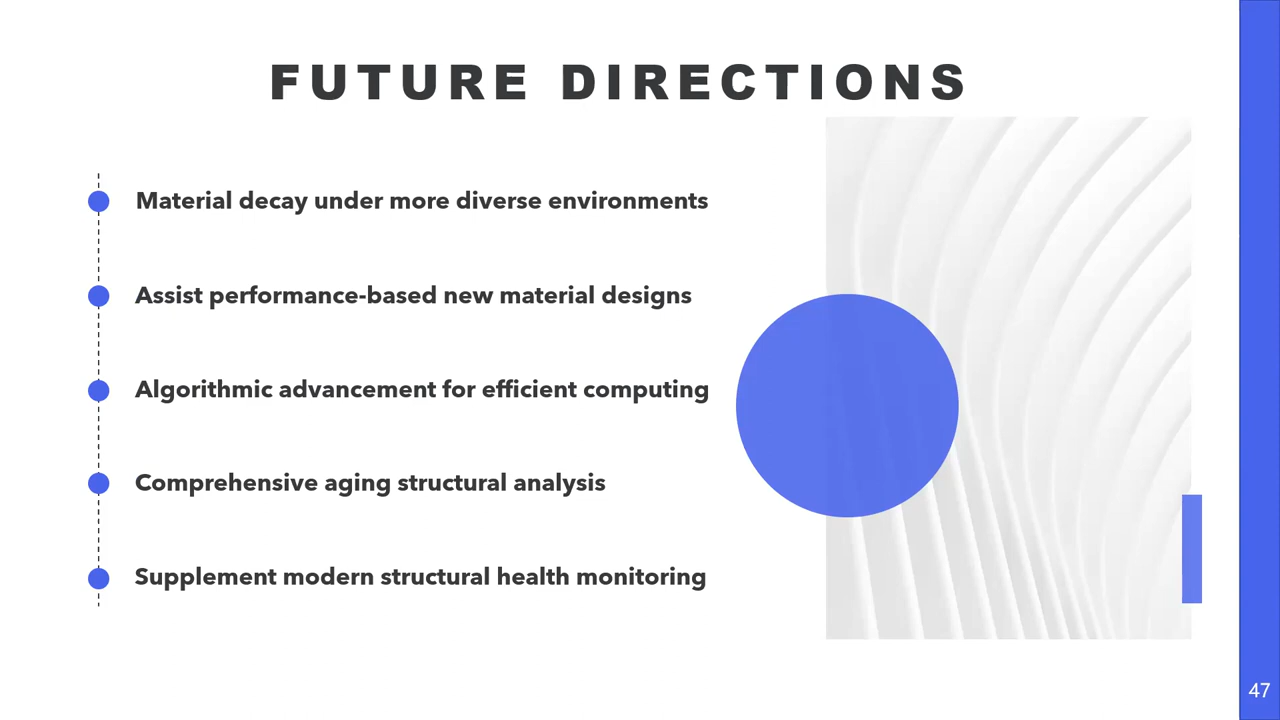 FUTURE DIRECTIONS
Material decay under more diverse environments
Assist performance-based new material designs
Algorithmic advancement for efficient computing
Comprehensive aging structural analysis
Supplement modern structural health monitoring
47